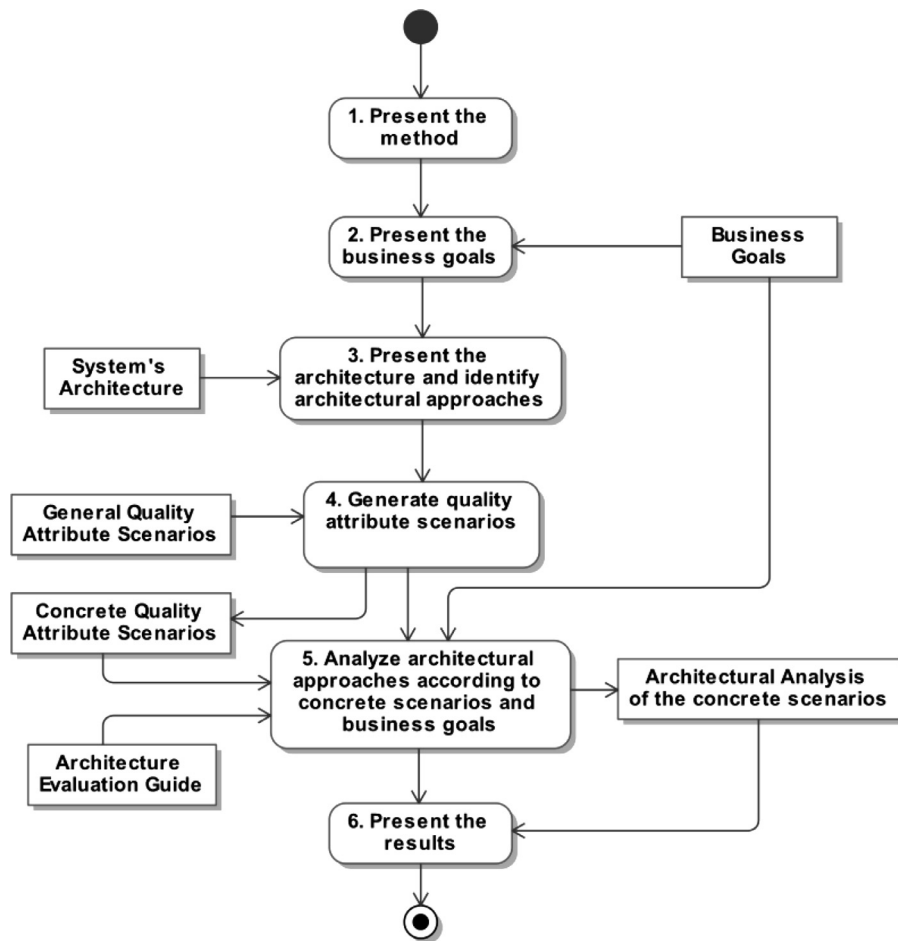 1. Present the
method
2. Present the
business goals
Business
Goals
3. Present the
architecture and identify
architectural approaches
System's
Architecture
4. Generate quality
attribute scenarios
General Quality
Attribute Scenarios
Concrete Quality
Attribute Scenarios
5. Analyze architectural
approaches according to
concrete scenarios and
business goals
Architectural Analysis
of the concrete scenarios
Architecture
Evaluation Guide
6. Present the
results